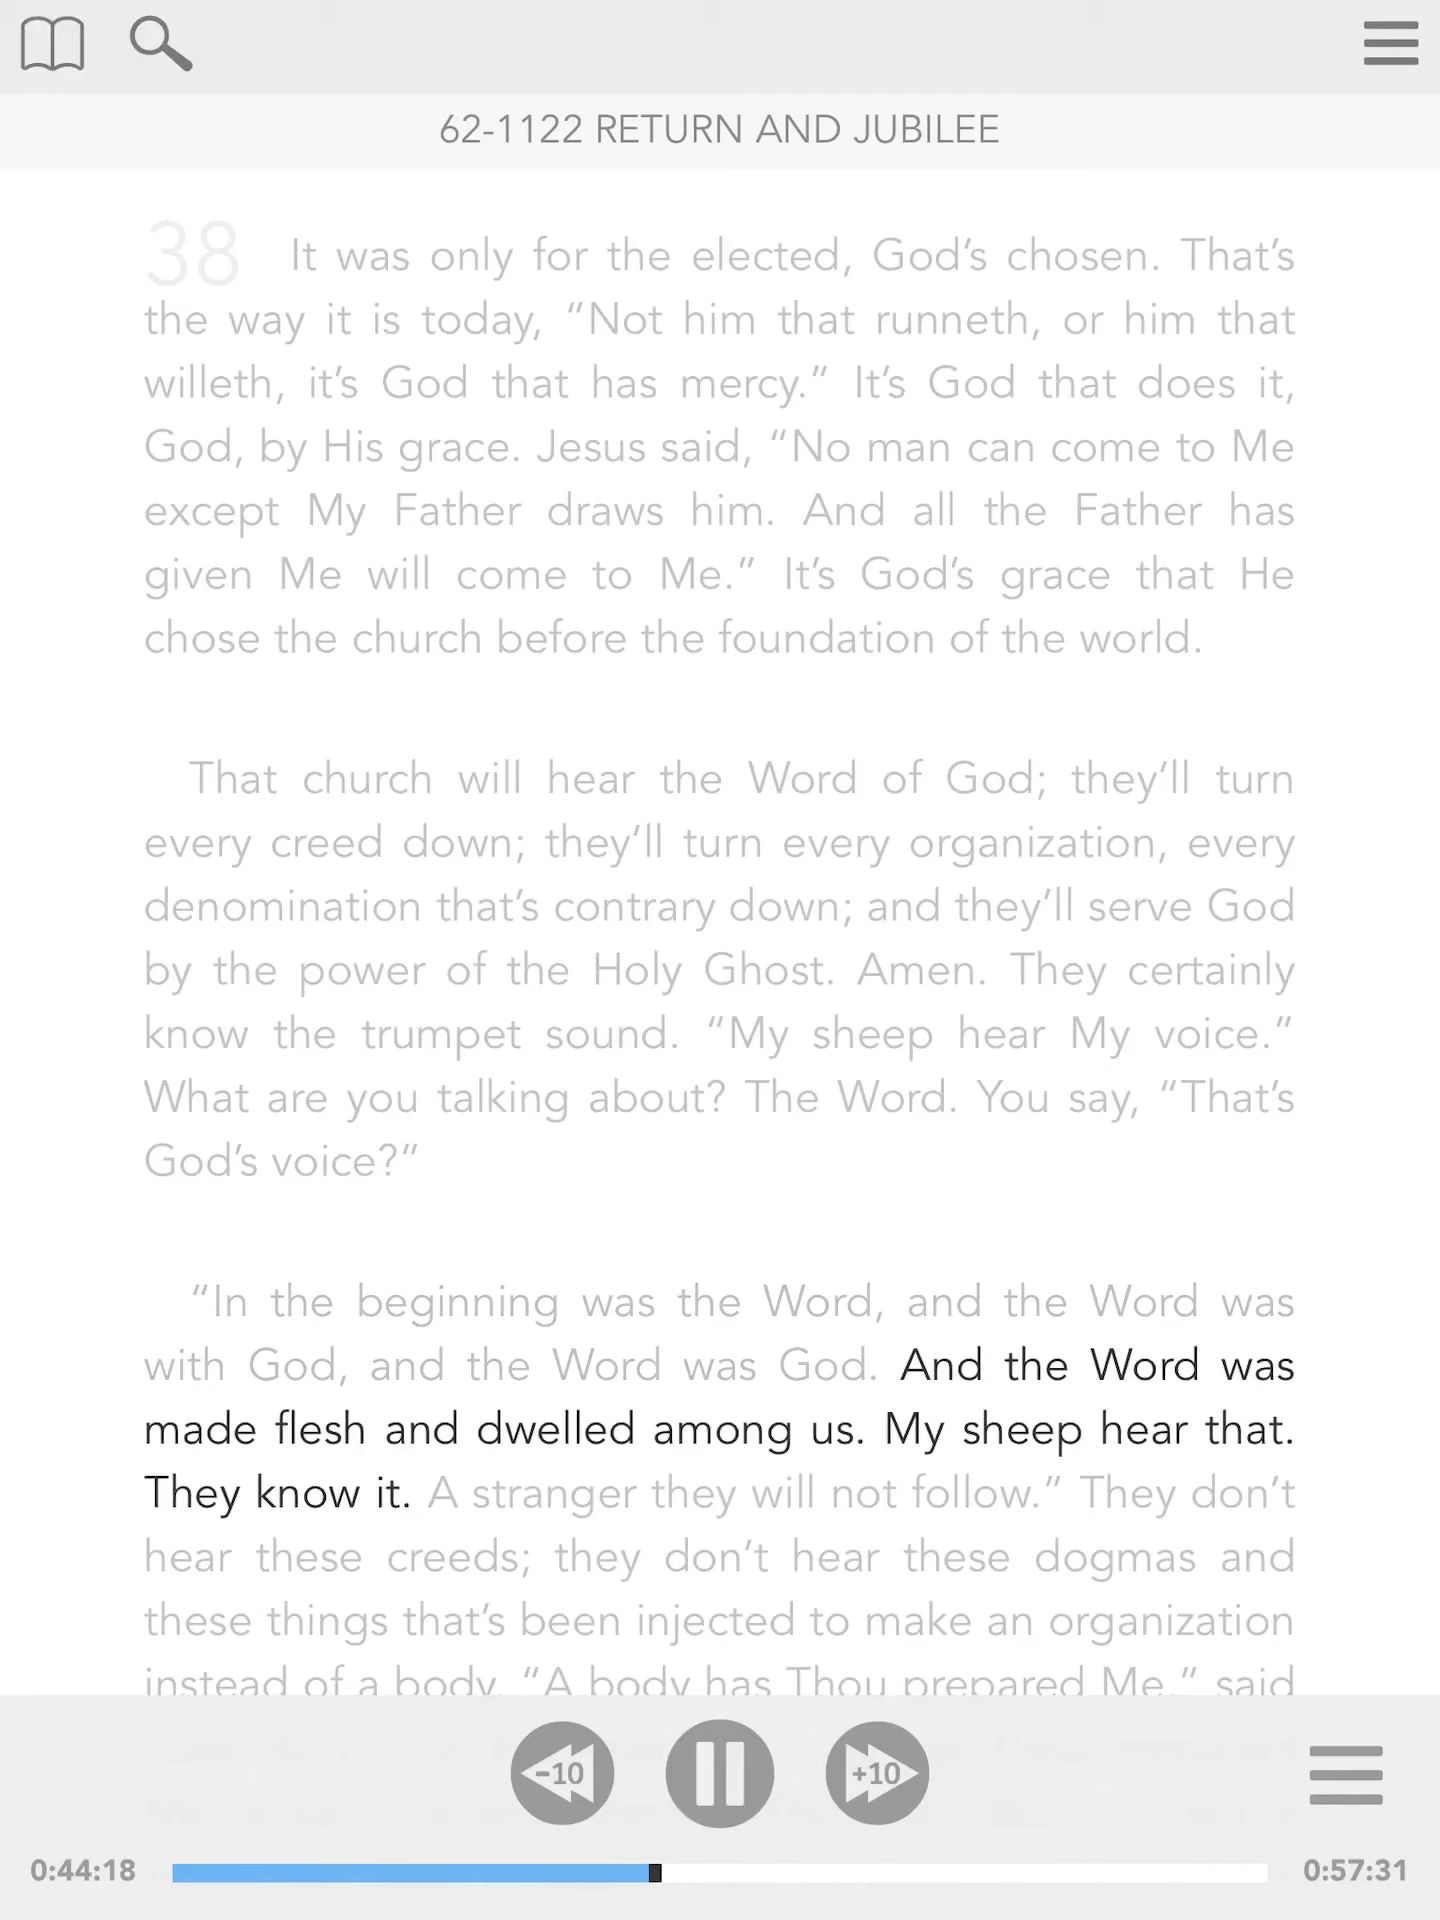 62-1122 RETURN AND JUBILEE
38 It was only for the elected, God’s chosen. That’s
the way it is today, “Not him that runneth, or him that
willeth, it’s God that has mercy.” It’s God that does it,
God, by His grace. Jesus said, “No man can come to Me
except My Father draws him. And all the Father has
given Me will come to Me.” It’s God’s grace that He
chose the church before the foundation of the world.
That church will hear the Word of God; they’ll turn
every creed down; they’ll turn every organization, every
denomination that’s contrary down; and they’ll serve God
by the power of the Holy Ghost. Amen. They certainly
know the trumpet sound. “My sheep hear My voice.”
What are you talking about? The Word. You say, “That’s
God’s voice?”
“In the beginning was the Word, and the Word was
with God, and the Word was God. And the Word was
made flesh and dwelled among us. My sheep hear that.
They know it. A stranger they will not follow.” They don’t
hear these creeds; they don’t hear these dogmas and
these things that’s been injected to make an organization
instead of a body. “A body has Thou prepared Me,” said
-10 +10
0:44:18 0:57:31